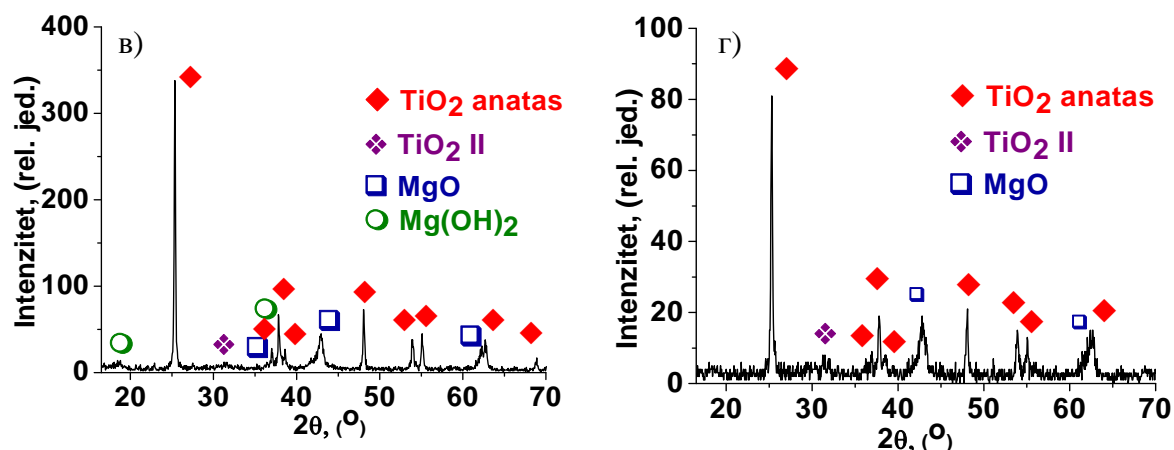 в)
400
300
200
100
0
Intenzitet, (rel. jed.)
TiO2 anatas
TiO2 II
MgO
Mg(OH)2
20 30 40 50 60 70
2θ, (о)
г)
100
80
60
40
20
0
Intenzitet, (rel. jed.)
TiO2 anatas
TiO2 II
MgO
20 30 40 50 60 70
2θ, (о)